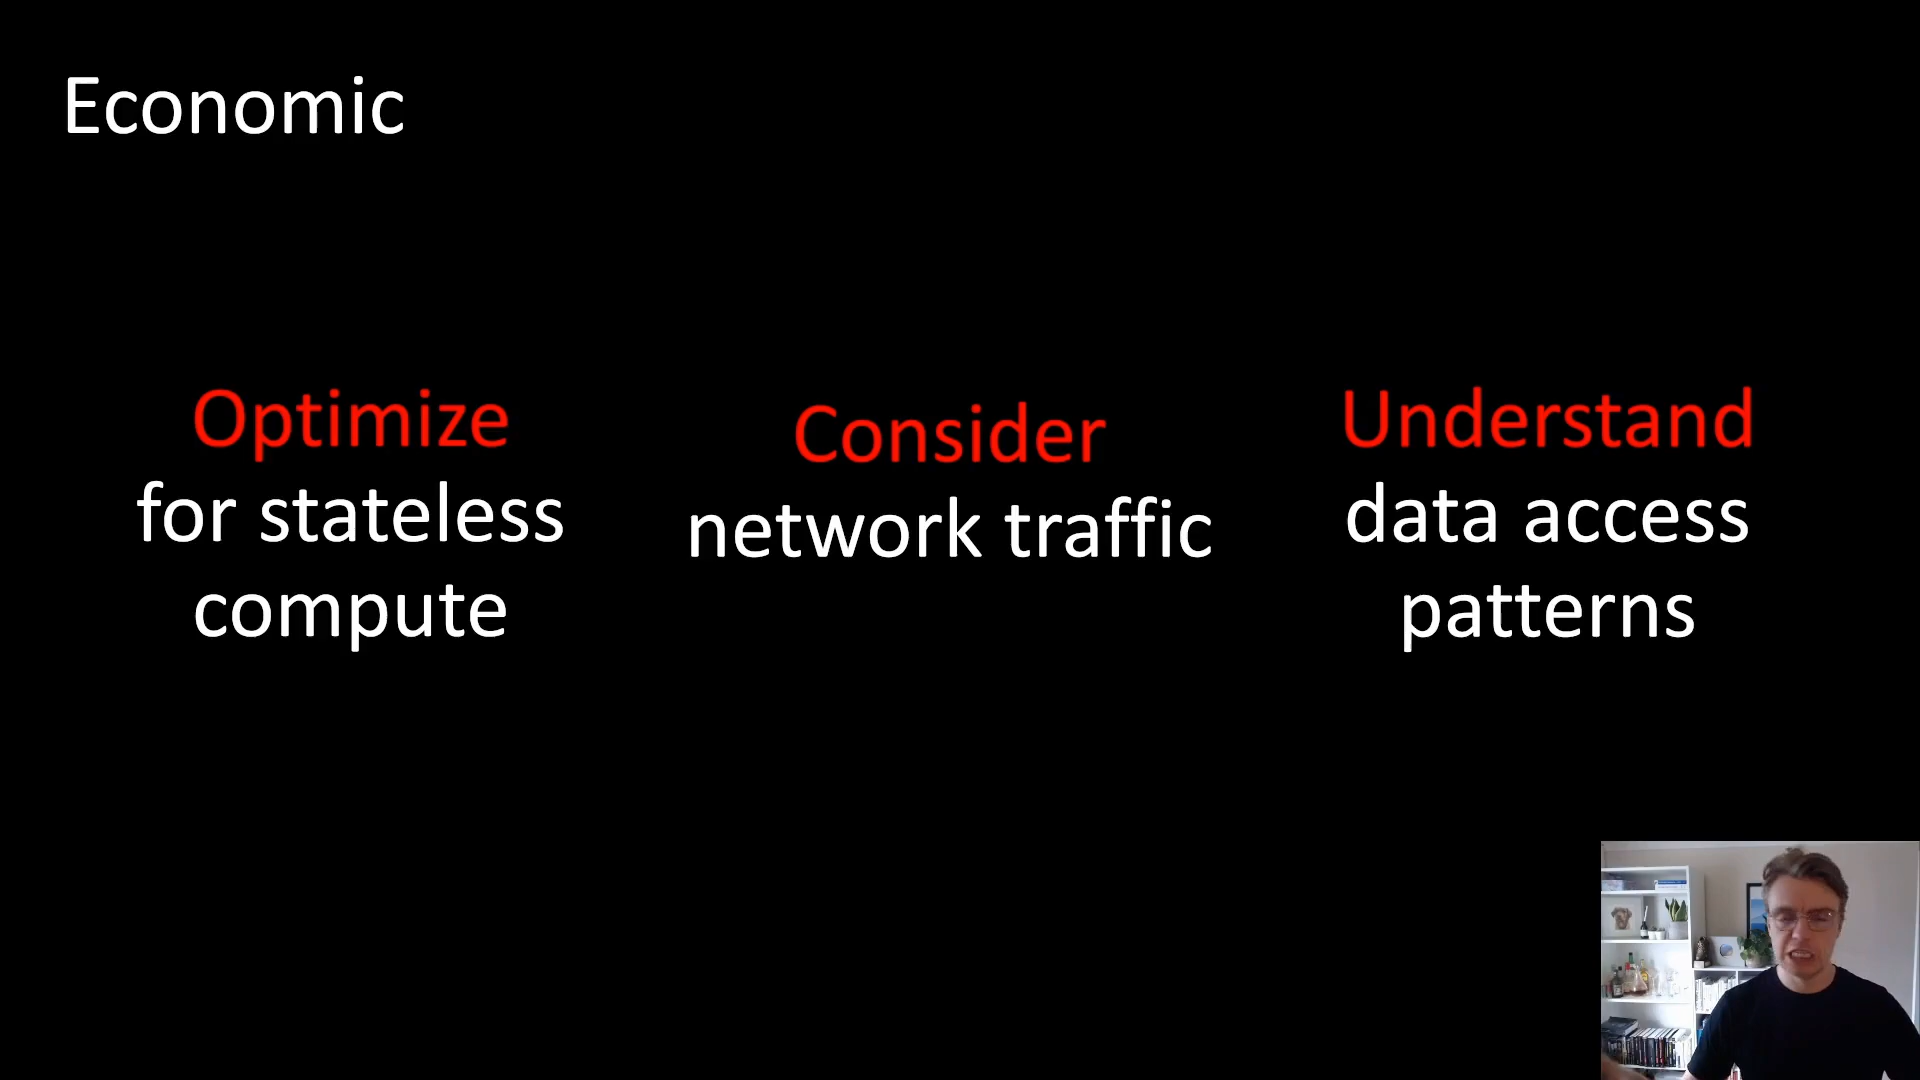 Economic
Optimize
for stateless
compute
Consider
network traffic
Understand
data access
patterns